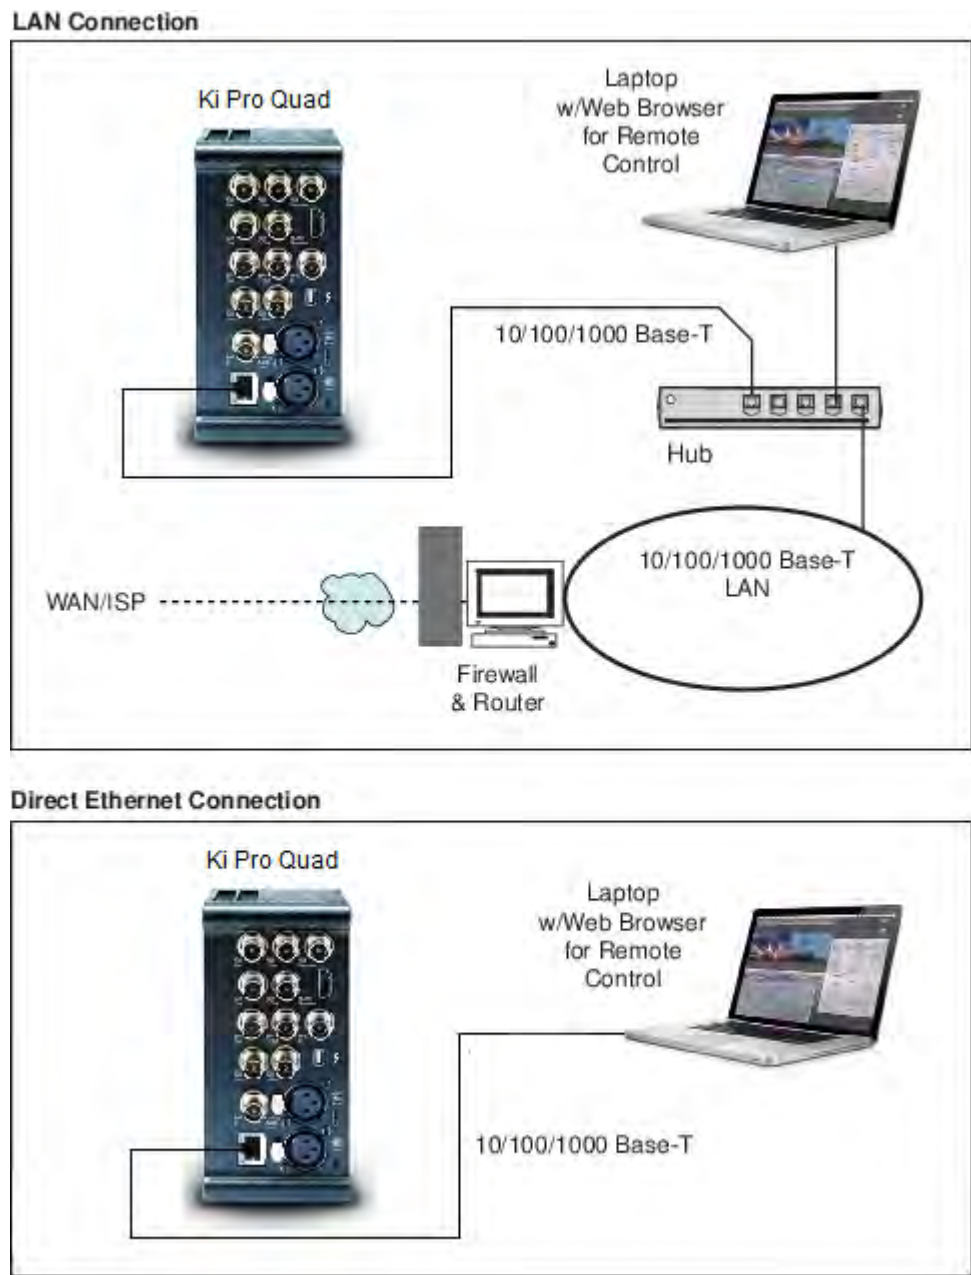 LAN Connection
Ki Pro Quad
Laptop
w/Web Browser
for Remote
Control
10/100/1000 Base-T
Hub
10/100/1000 Base-T
LAN
WAN/ISP
Firewall
& Router
Direct Ethernet Connection
Ki Pro Quad
Laptop
w/Web Browser
for Remote
Control
10/100/1000 Base-T